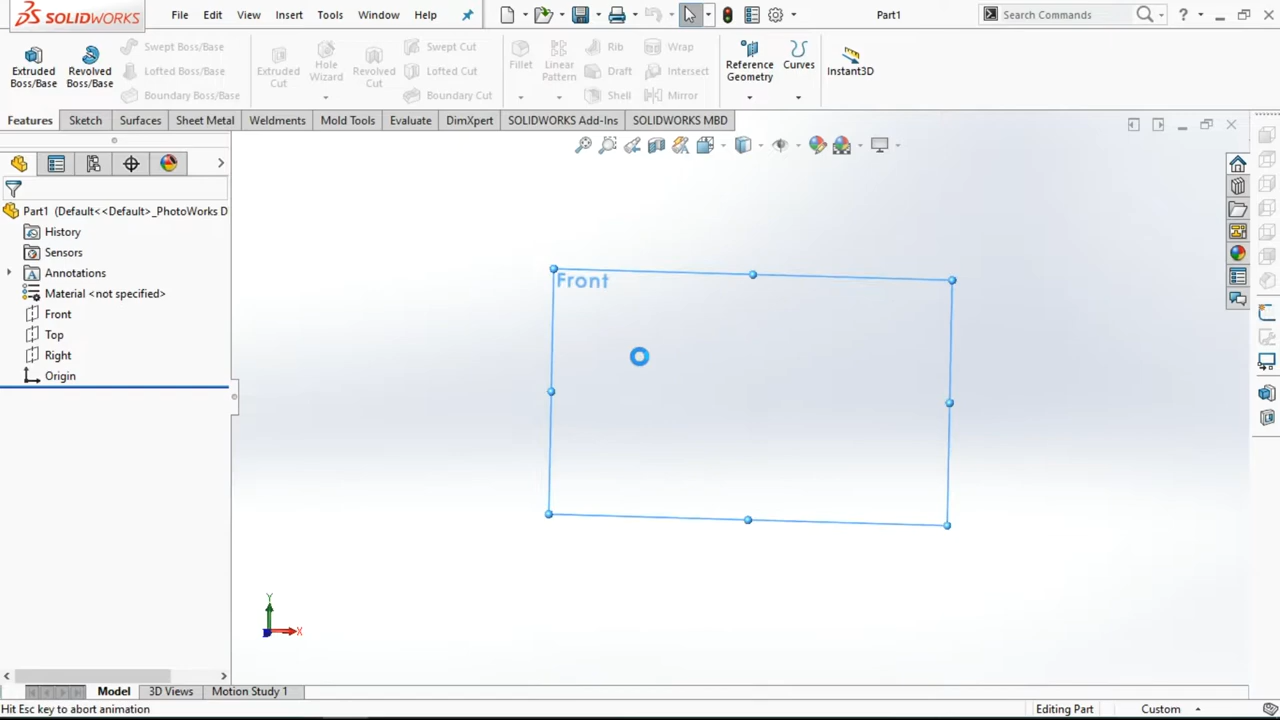 SOLIDWORKS File Edit View Insert Tools Window Help Part1 Search Commands ?
Extruded Boss/Base
Revolved Boss/Base
Swept Boss/Base
Lofted Boss/Base
Boundary Boss/Base
Extruded Cut
Hole Wizard
Revolved Cut
Swept Cut
Lofted Cut
Boundary Cut
Fillet
Linear Pattern
Rib
Draft
Shell
Wrap
Intersect
Mirror
Reference Geometry
Curves
Instant3D
Features Sketch Surfaces Sheet Metal Weldments Mold Tools Evaluate DimXpert SOLIDWORKS Add-Ins SOLIDWORKS MBD
Part1 (Default<<Default>_PhotoWorks D
History
Sensors
Annotations
Material <not specified>
Front
Top
Right
Origin
Front
Y
X
Model 3D Views Motion Study 1
Hit Esc key to abort animation Editing Part Custom